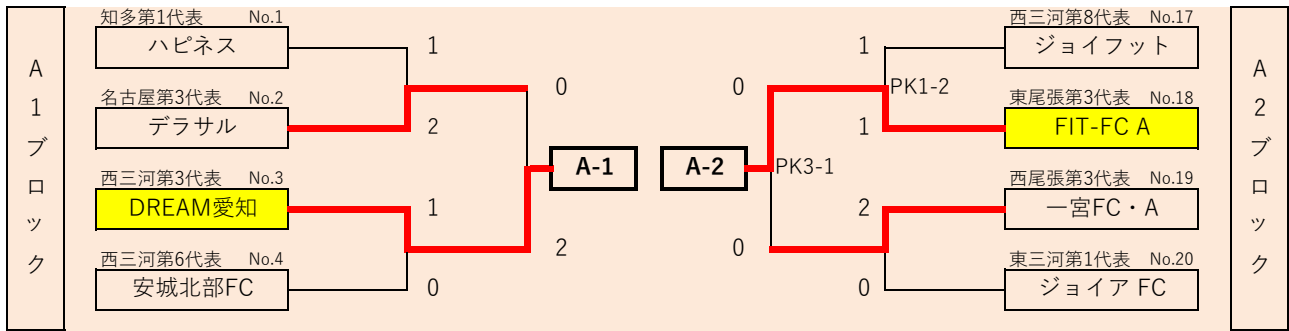 A1ブロック
知多第1代表 No.1
ハピネス
1
名古屋第3代表 No.2
デラサル
2
0
西三河第3代表 No.3
DREAM愛知
1
西三河第6代表 No.4
安城北部FC
0
2
A-1
A-2
0
PK3-1
0
西三河第8代表 No.17
ジョイフット
1
PK1-2
東尾張第3代表 No.18
FIT-FC A
1
西尾張第3代表 No.19
一宮FC・A
2
東三河第1代表 No.20
ジョイア FC
0
A2ブロック